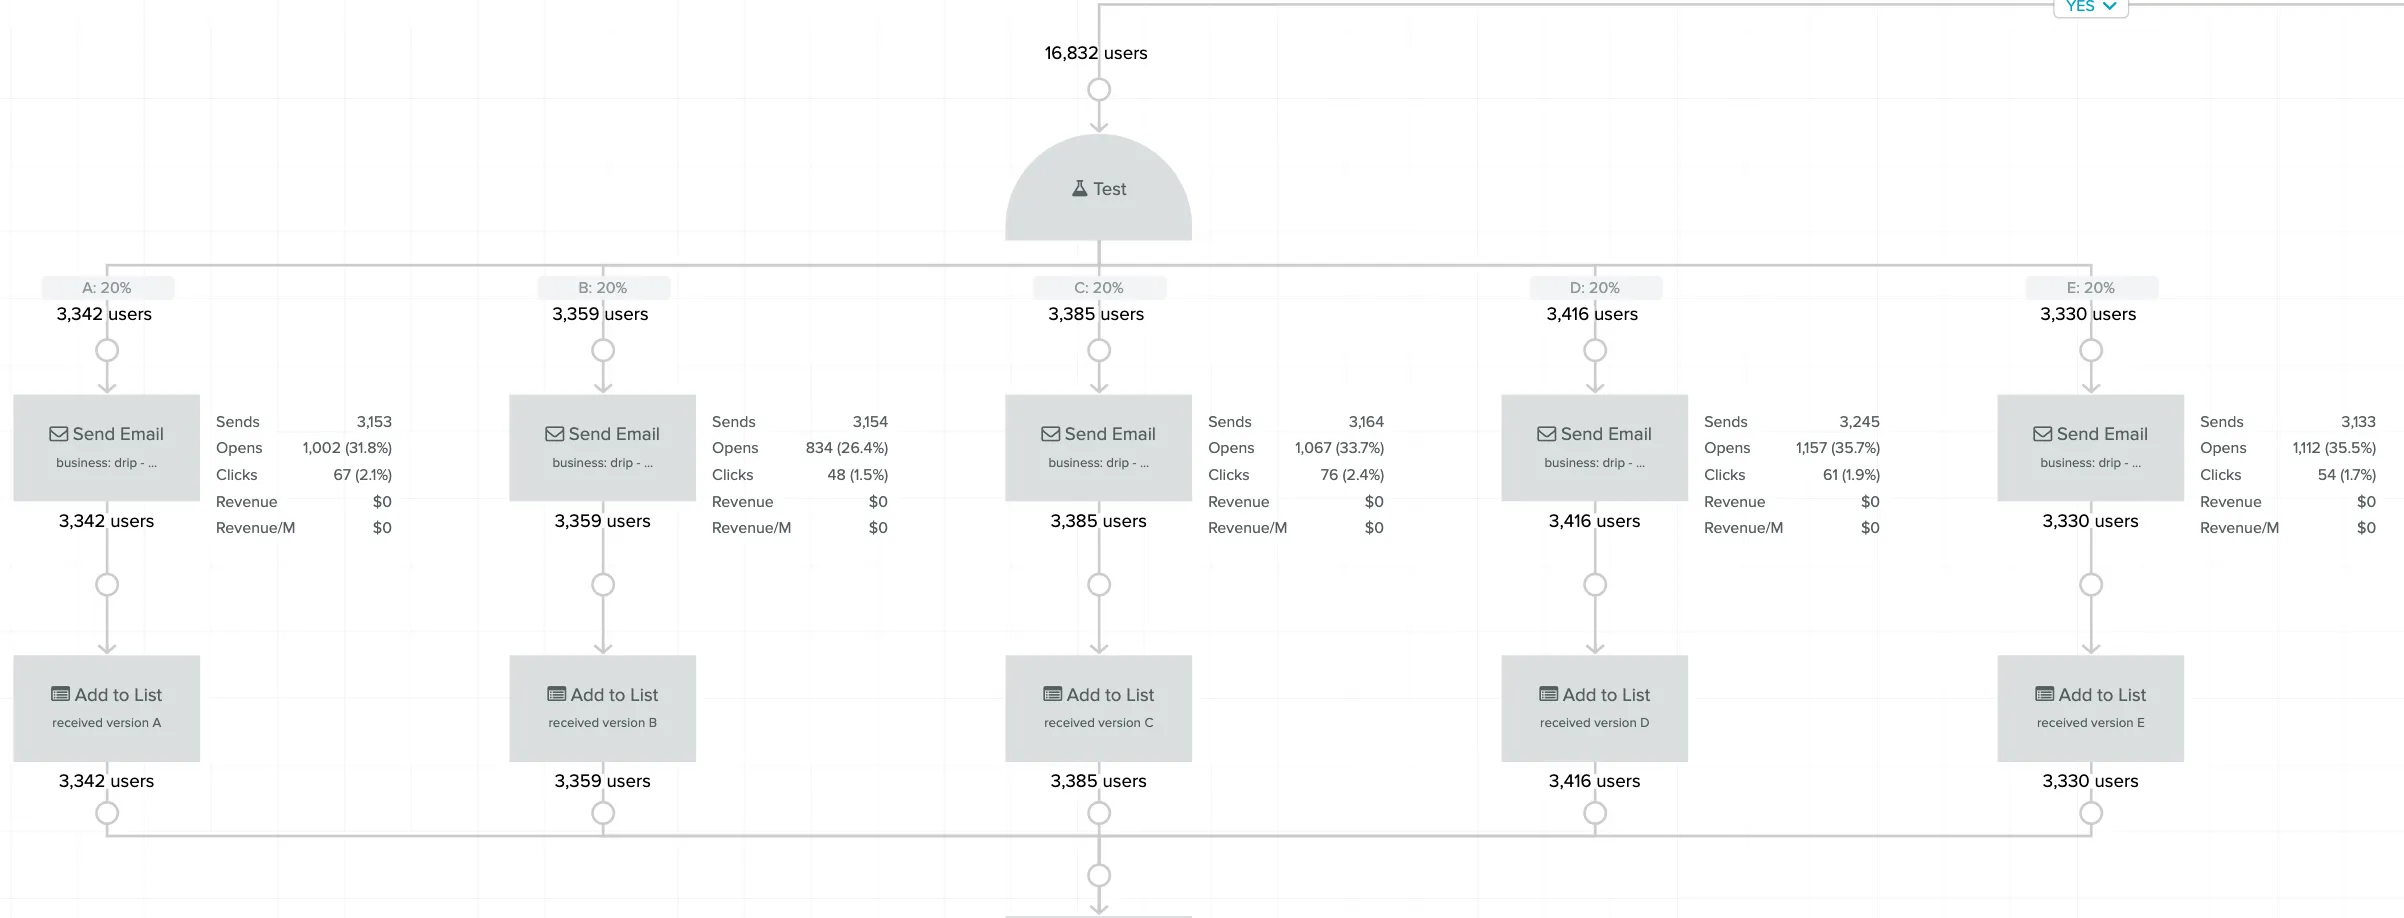 YES
16,832 users
Test
A: 20%
B: 20%
C: 20%
D: 20%
E: 20%
3,342 users
3,359 users
3,385 users
3,416 users
3,330 users
Send Email
business: drip - ...
Sends 3,153
Opens 1,002 (31.8%)
Clicks 67 (2.1%)
Revenue $0
Revenue/M $0
Send Email
business: drip - ...
Sends 3,154
Opens 834 (26.4%)
Clicks 48 (1.5%)
Revenue $0
Revenue/M $0
Send Email
business: drip - ...
Sends 3,164
Opens 1,067 (33.7%)
Clicks 76 (2.4%)
Revenue $0
Revenue/M $0
Send Email
business: drip - ...
Sends 3,245
Opens 1,157 (35.7%)
Clicks 61 (1.9%)
Revenue $0
Revenue/M $0
Send Email
business: drip - ...
Sends 3,133
Opens 1,112 (35.5%)
Clicks 54 (1.7%)
Revenue $0
Revenue/M $0
3,342 users
3,359 users
3,385 users
3,416 users
3,330 users
Add to List
received version A
Add to List
received version B
Add to List
received version C
Add to List
received version D
Add to List
received version E
3,342 users
3,359 users
3,385 users
3,416 users
3,330 users